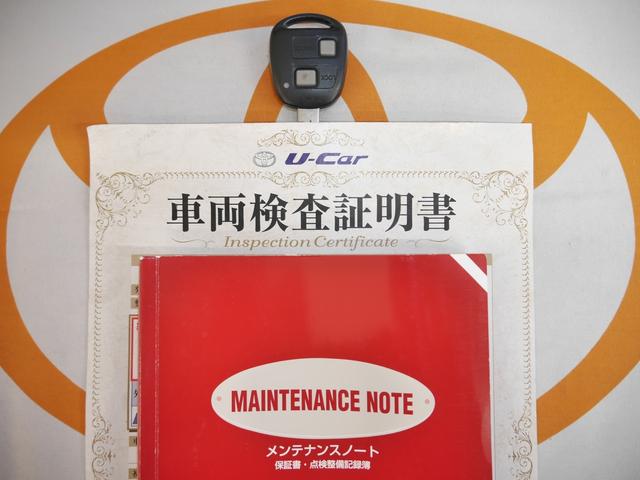 LOCK
U-Car
車両検査証明書
Inspection Certificate
MAINTENANCE NOTE
メンテナンスノート
保証書・点検整備記録簿